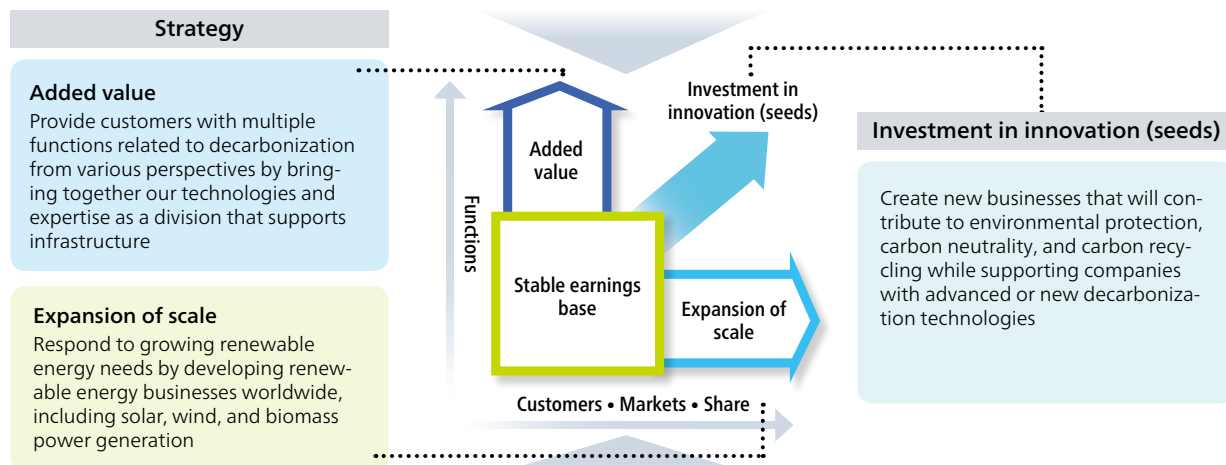 Strategy
Added value
Provide customers with multiple
functions related to decarbonization
from various perspectives by bring-
ing together our technologies and
expertise as a division that supports
infrastructure
Expansion of scale
Respond to growing renewable
energy needs by developing renew-
able energy businesses worldwide,
including solar, wind, and biomass
power generation
Functions
Added
value
Investment in
innovation (seeds)
Stable earnings
base
Expansion of
scale
Customers • Markets • Share
Investment in innovation (seeds)
Create new businesses that will con-
tribute to environmental protection,
carbon neutrality, and carbon recy-
cling while supporting companies
with advanced or new decarboniza-
tion technologies